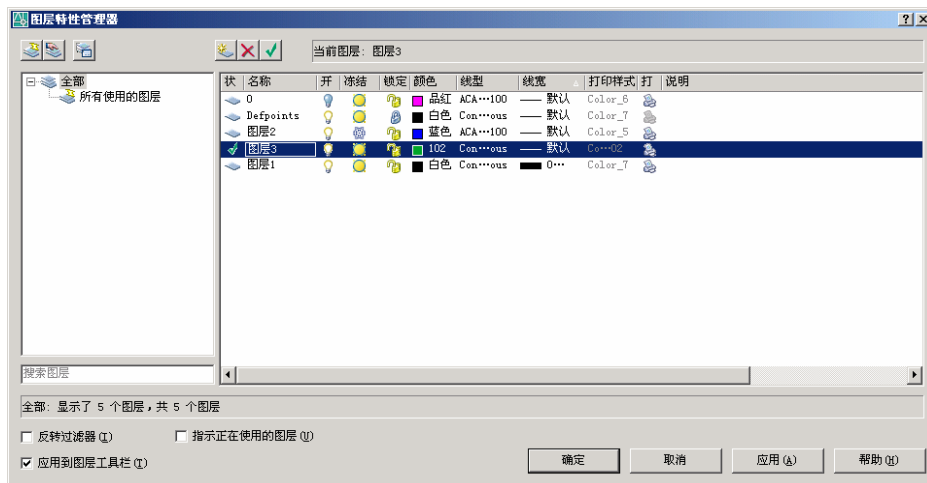 图层特性管理器
当前图层: 图层3
全部
所有使用的图层
状 名称 开 冻结 锁定 颜色 线型 线宽 打印样式 打 说明
0 品红 ACA···100 —— 默认 Color_6
Defpoints 白色 Con···ous —— 默认 Color_7
图层2 蓝色 ACA···100 —— 默认 Color_5
图层3 102 Con···ous —— 默认 Co···02
图层1 白色 Con···ous 0··· Color_7
搜索图层
全部: 显示了 5 个图层，共 5 个图层
反转过滤器(I) 指示正在使用的图层(U)
应用到图层工具栏(T)
确定 取消 应用(A) 帮助(H)